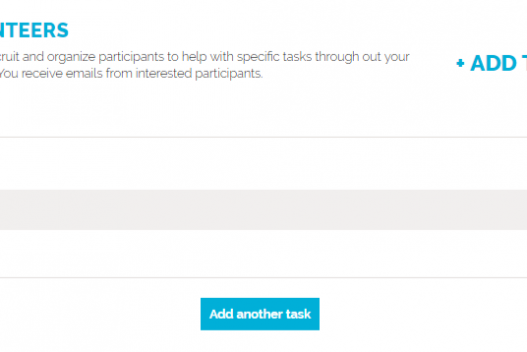 NTEERS
cruit and organize participants to help with specific tasks through out your
You receive emails from interested participants.
+ ADD T
Add another task